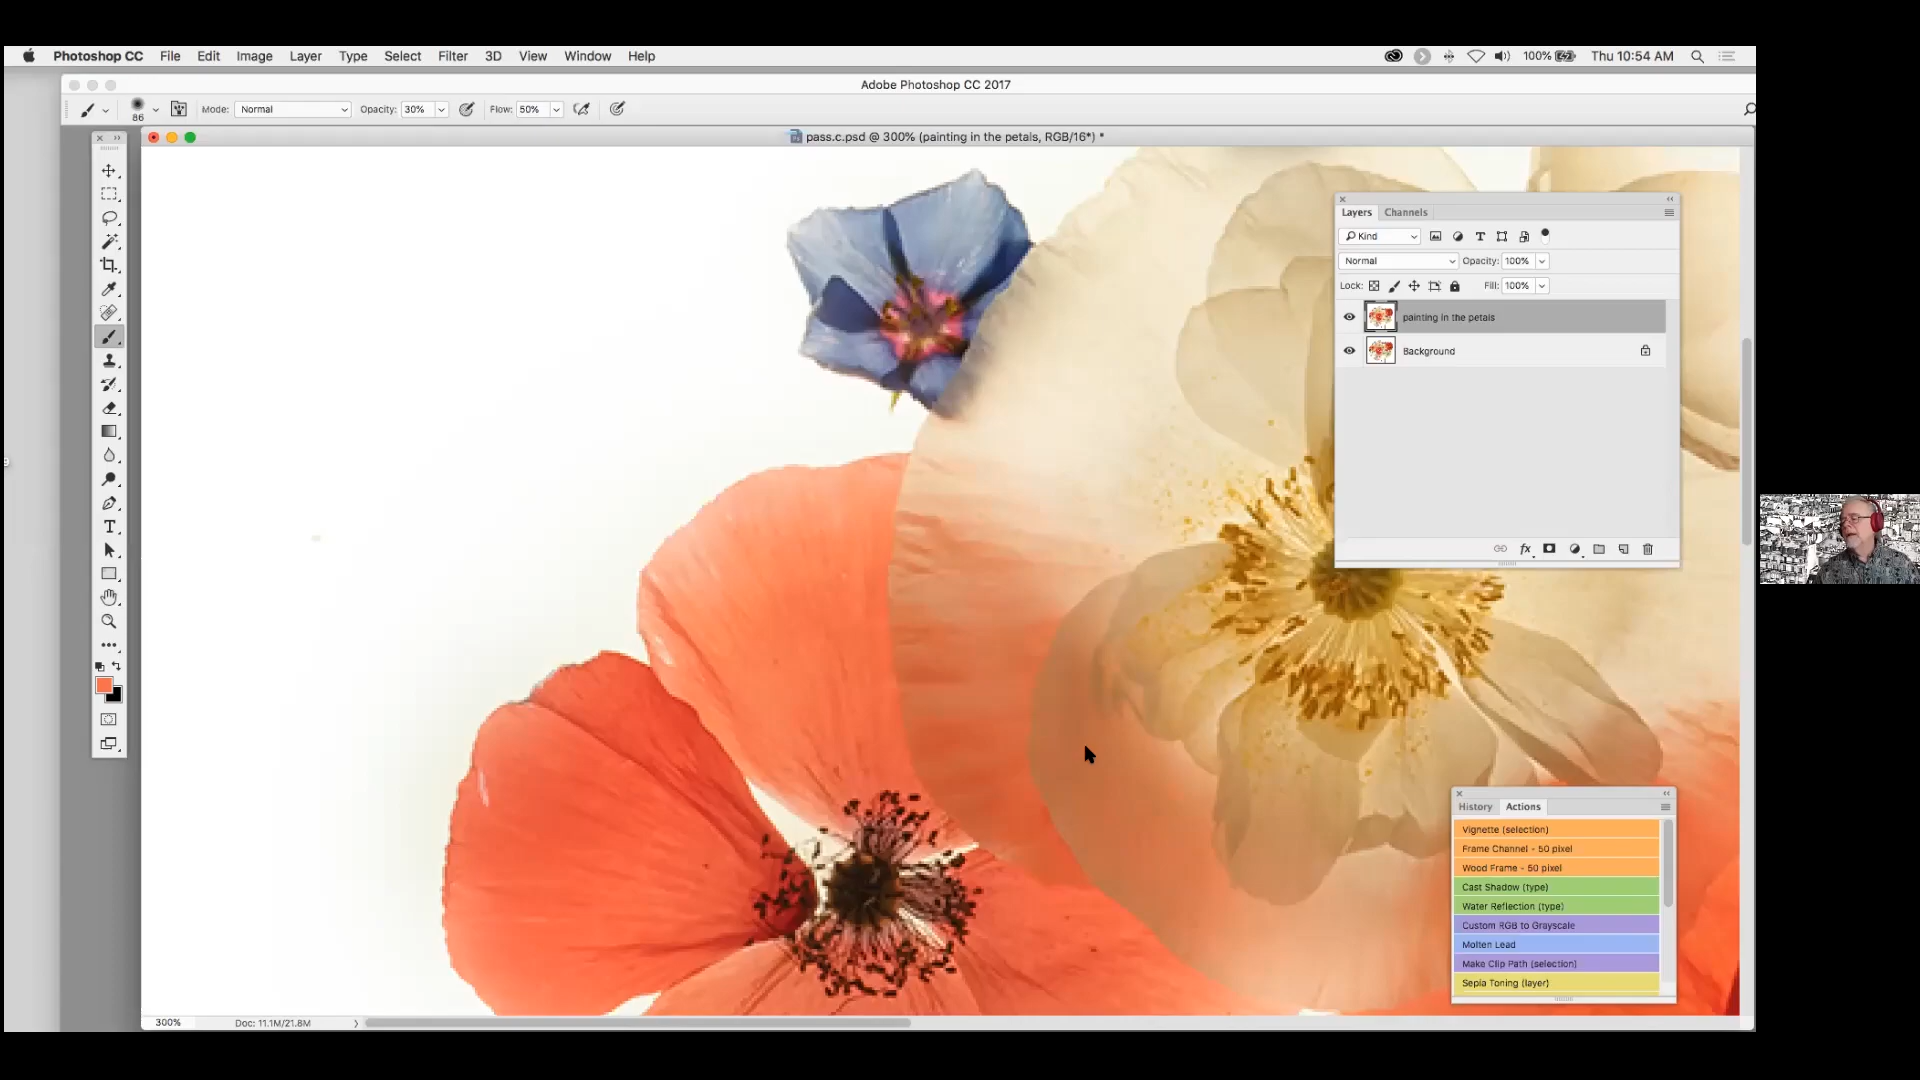 Photoshop CC File Edit Image Layer Type Select Filter 3D View Window Help 100% Thu 10:54 AM
Adobe Photoshop CC 2017
86 Mode: Normal Opacity: 30% Flow: 50%
pass.c.psd @ 300% (painting in the petals, RGB/16*) *
Layers Channels
Kind
Normal Opacity: 100%
Lock: Fill: 100%
painting in the petals
Background
fx
History Actions
Vignette (selection)
Frame Channel - 50 pixel
Wood Frame - 50 pixel
Cast Shadow (type)
Water Reflection (type)
Custom RGB to Grayscale
Molten Lead
Make Clip Path (selection)
Sepia Toning (layer)
300% Doc: 11.1M/21.8M